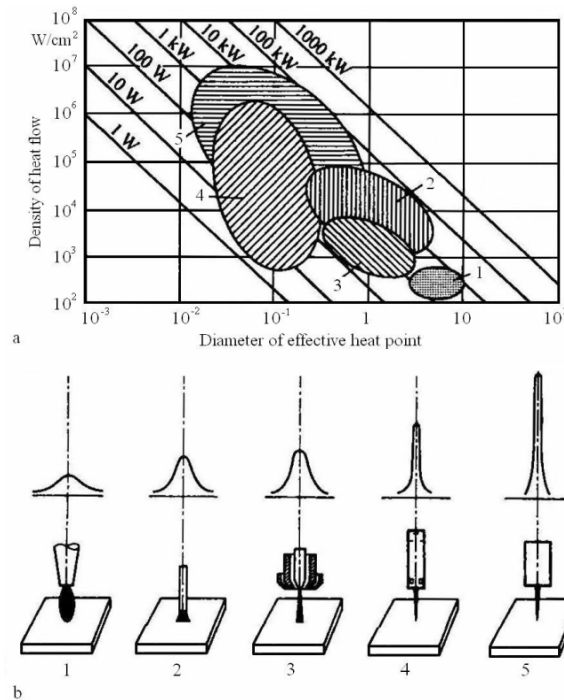 10⁸
W/cm²
10⁷
10⁶
10⁵
10⁴
10³
10²
Density of heat flow
1 W
10 W
100 W
1 kW
10 kW
100 kW
1000 kW
5
4
2
3
1
10⁻³
10⁻²
10⁻¹
1
10
a
Diameter of effective heat point
1
2
3
4
5
b